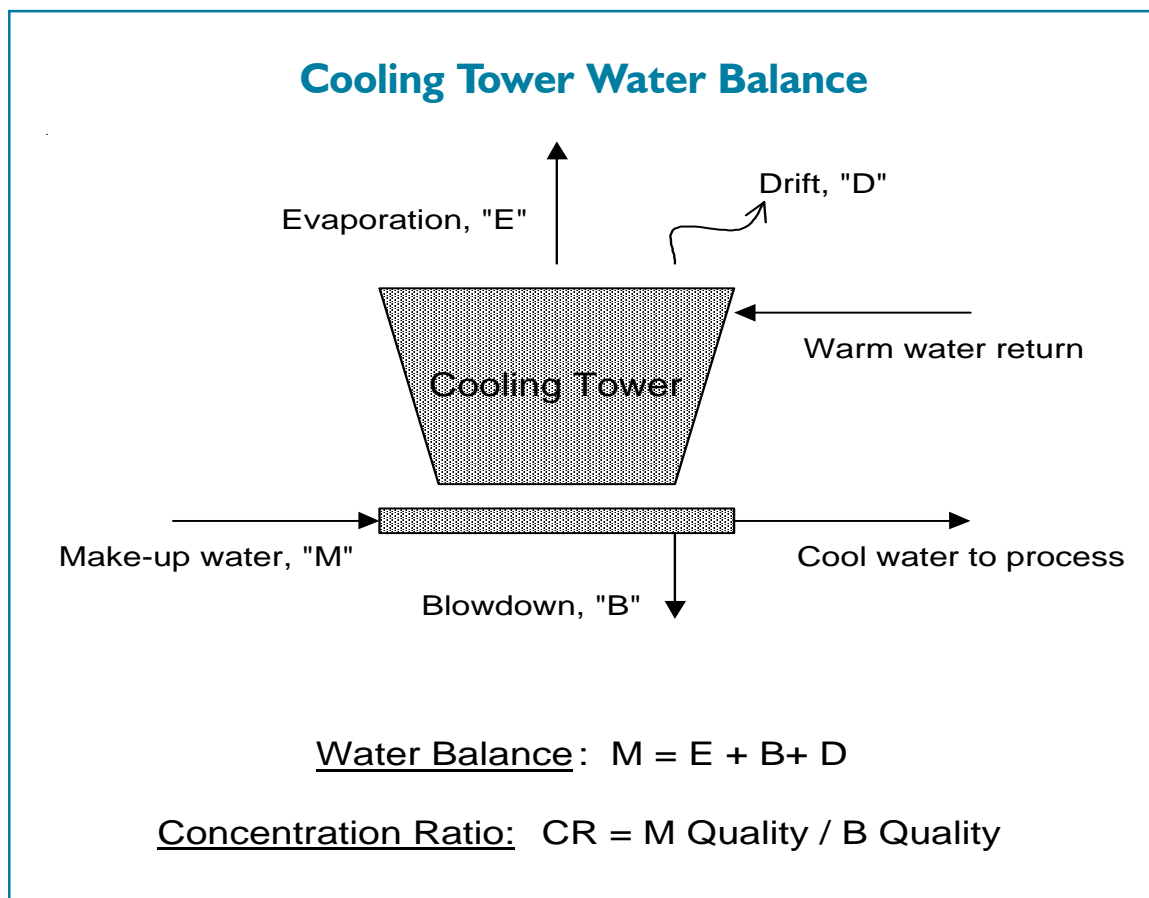 Cooling Tower Water Balance
Drift, "D"
Evaporation, "E"
Warm water return
Cooling Tower
Make-up water, "M"
Cool water to process
Blowdown, "B"
Water Balance: M = E + B+ D
Concentration Ratio: CR = M Quality / B Quality